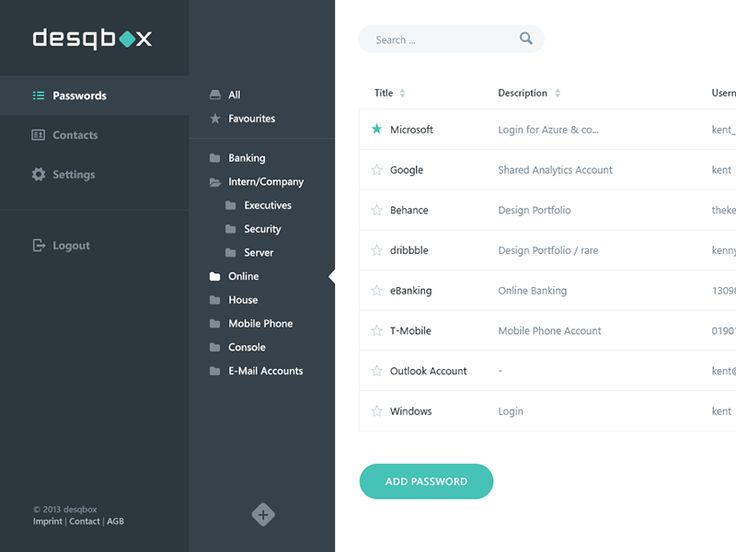 desqbox
Passwords
Contacts
Settings
Logout
© 2013 desqbox
Imprint | Contact | AGB
All
Favourites
Banking
Intern/Company
Executives
Security
Server
Online
House
Mobile Phone
Console
E-Mail Accounts
Search ...
Title Description Usern
Microsoft Login for Azure & co... kent_
Google Shared Analytics Account kent
Behance Design Portfolio theke
dribbble Design Portfolio / rare kenny
eBanking Online Banking 13098
T-Mobile Mobile Phone Account 01901
Outlook Account - kent@
Windows Login kent
ADD PASSWORD